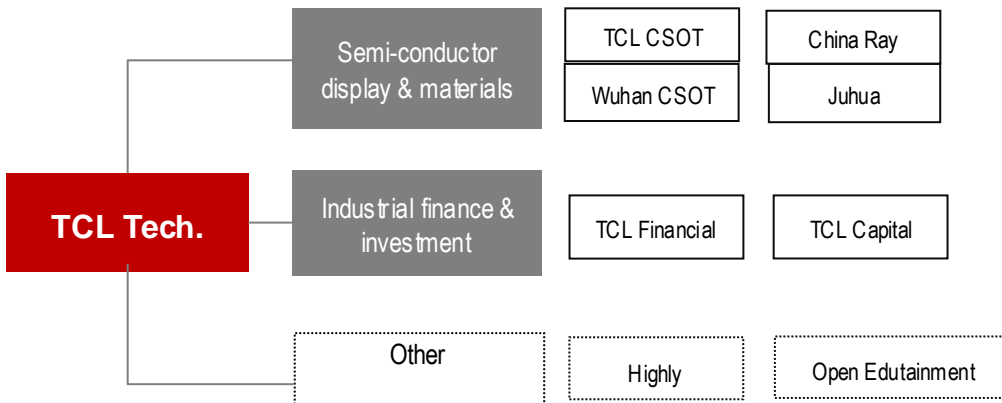 Semi-conductor
display & materials
TCL CSOT
China Ray
Wuhan CSOT
Juhua
TCL Tech.
Industrial finance &
investment
TCL Financial
TCL Capital
Other
Highly
Open Edutainment